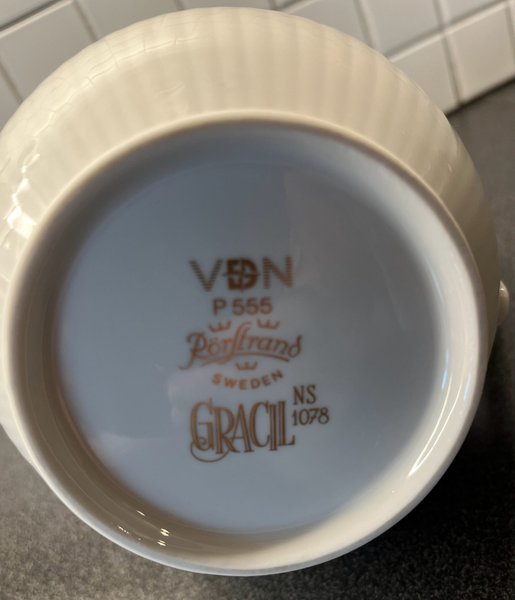 VDN
P 555
Rörstrand
SWEDEN
GRACIL NS 1078